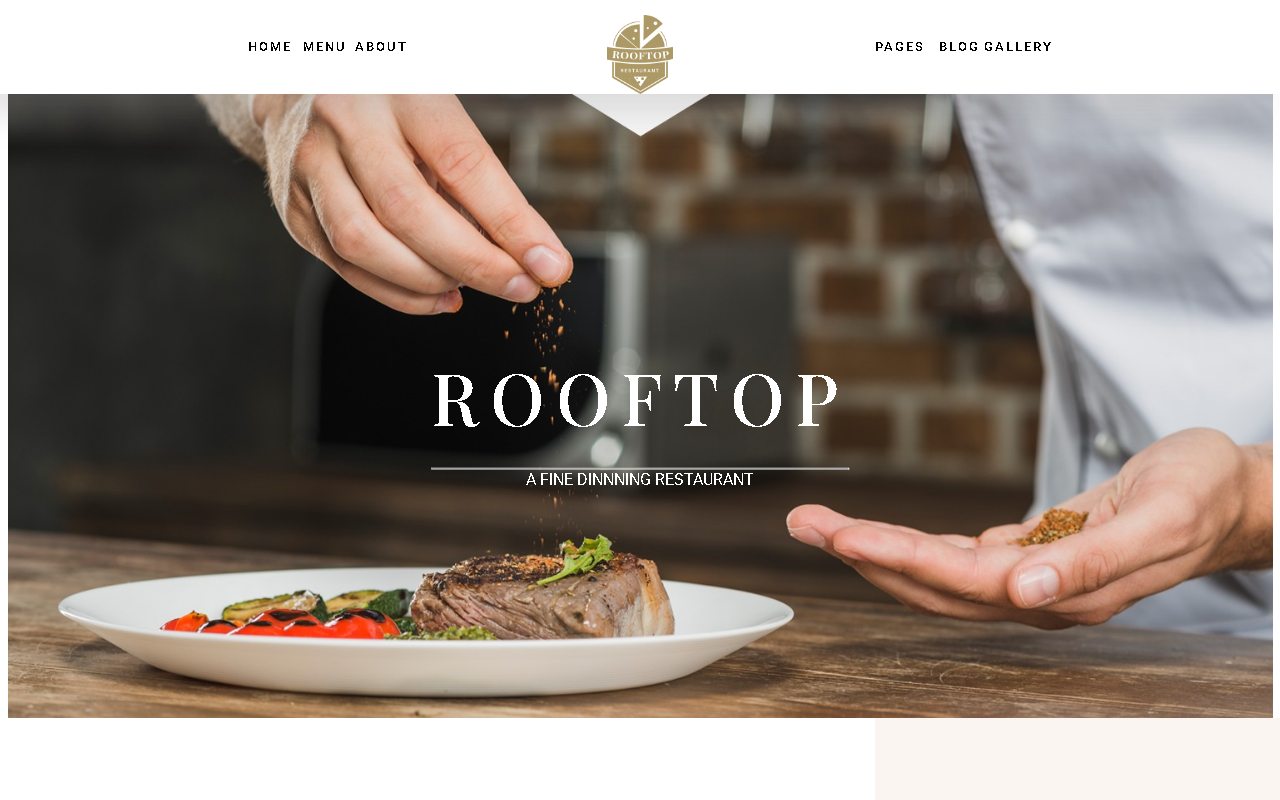 HOME MENU ABOUT
ROOFTOP
RESTAURANT
PAGES BLOG GALLERY
ROOFTOP
A FINE DINNNING RESTAURANT